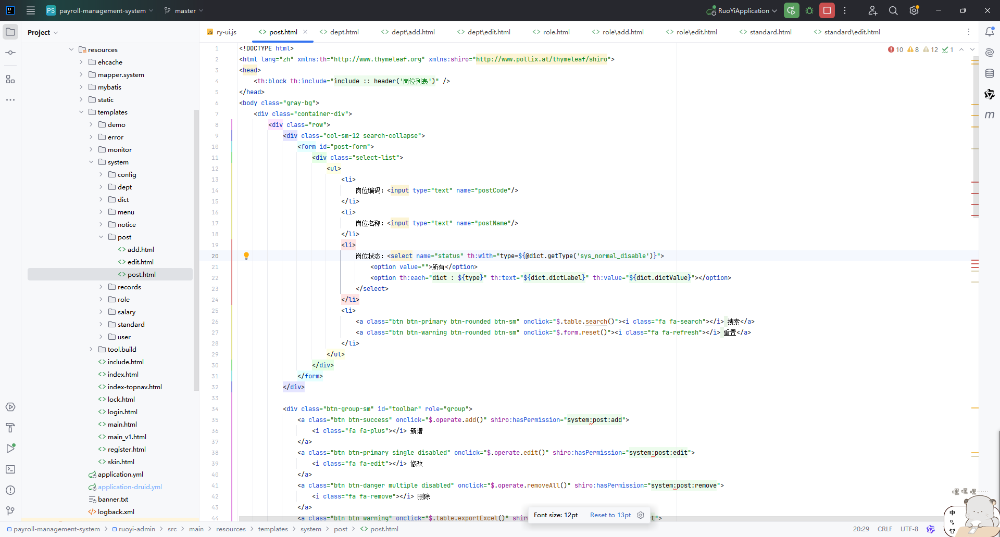 PS payroll-management-system master RuoYiApplication
Project
JS ry-ui.js <> post.html <> dept.html <> dept\add.html <> dept\edit.html <> role.html <> role\add.html <> role\edit.html <> standard.html <> standard\edit.html
10 8 12 1
resources
ehcache
mapper.system
mybatis
static
templates
demo
error
monitor
system
config
dept
dict
menu
notice
post
<> add.html
<> edit.html
<> post.html
records
role
salary
standard
user
tool.build
<> include.html
<> index.html
<> index-topnav.html
<> lock.html
<> login.html
<> main.html
<> main_v1.html
<> register.html
<> skin.html
application.yml
application-druid.yml
banner.txt
</> logback.xml
1 <!DOCTYPE html>
2 <html lang="zh" xmlns:th="http://www.thymeleaf.org" xmlns:shiro="http://www.pollix.at/thymeleaf/shiro">
3 <head>
4 <th:block th:include="include :: header('岗位列表')" />
5 </head>
6 <body class="gray-bg">
7 <div class="container-div">
8 <div class="row">
9 <div class="col-sm-12 search-collapse">
10 <form id="post-form">
11 <div class="select-list">
12 <ul>
13 <li>
14 岗位编码：<input type="text" name="postCode"/>
15 </li>
16 <li>
17 岗位名称：<input type="text" name="postName"/>
18 </li>
19 <li>
20 岗位状态：<select name="status" th:with="type=${@dict.getType('sys_normal_disable')}">
21 <option value="">所有</option>
22 <option th:each="dict : ${type}" th:text="${dict.dictLabel}" th:value="${dict.dictValue}"></option>
23 </select>
24 </li>
25 <li>
26 <a class="btn btn-primary btn-rounded btn-sm" onclick="$.table.search()"><i class="fa fa-search"></i> 搜索</a>
27 <a class="btn btn-warning btn-rounded btn-sm" onclick="$.form.reset()"><i class="fa fa-refresh"></i> 重置</a>
28 </li>
29 </ul>
30 </div>
31 </form>
32 </div>
33
34 <div class="btn-group-sm" id="toolbar" role="group">
35 <a class="btn btn-success" onclick="$.operate.add()" shiro:hasPermission="system:post:add">
36 <i class="fa fa-plus"></i> 新增
37 </a>
38 <a class="btn btn-primary single disabled" onclick="$.operate.edit()" shiro:hasPermission="system:post:edit">
39 <i class="fa fa-edit"></i> 修改
40 </a>
41 <a class="btn btn-danger multiple disabled" onclick="$.operate.removeAll()" shiro:hasPermission="system:post:remove">
42 <i class="fa fa-remove"></i> 删除
43 </a>
44 <a class="btn btn-warning" onclick="$.table.exportExcel()" shir t">
Font size: 12pt Reset to 13pt
嘿 嘿 嘿
中
payroll-management-system > ruoyi-admin > src > main > resources > templates > system > post > <> post.html
20:29 CRLF UTF-8